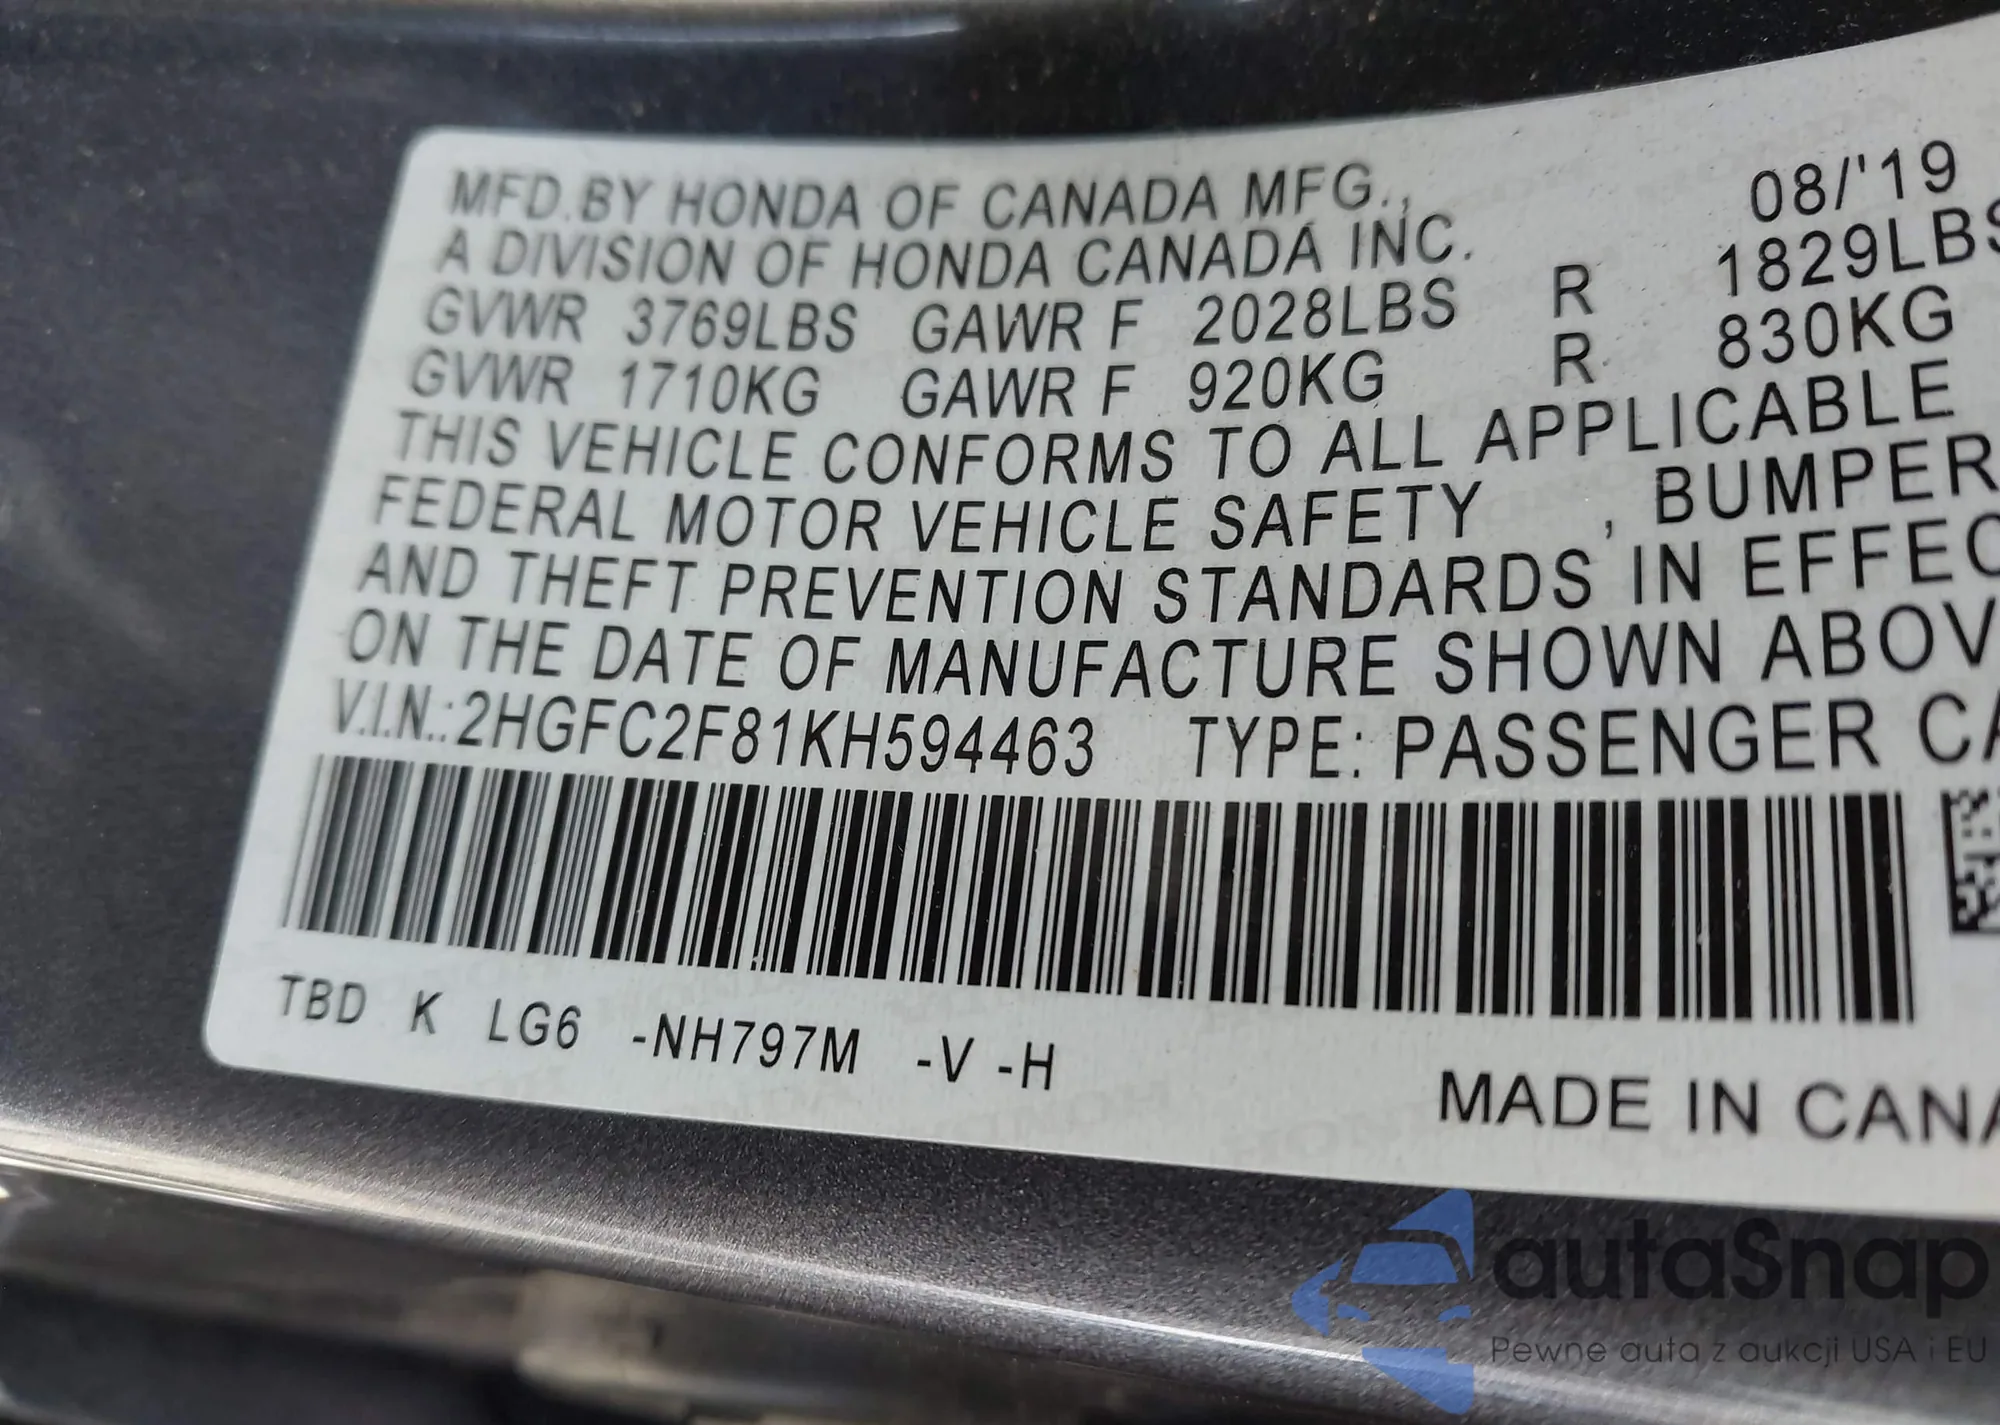 MFD.BY HONDA OF CANADA MFG., 08/'19
A DIVISION OF HONDA CANADA INC.
GVWR 3769LBS GAWR F 2028LBS R 1829LBS
GVWR 1710KG GAWR F 920KG R 830KG
THIS VEHICLE CONFORMS TO ALL APPLICABLE
FEDERAL MOTOR VEHICLE SAFETY , BUMPER
AND THEFT PREVENTION STANDARDS IN EFFEC
ON THE DATE OF MANUFACTURE SHOWN ABOV
V.I.N.:2HGFC2F81KH594463 TYPE: PASSENGER CA
TBD K LG6 -NH797M -V -H
MADE IN CANA
autaSnap
Pewne auta z aukcji USA i EU